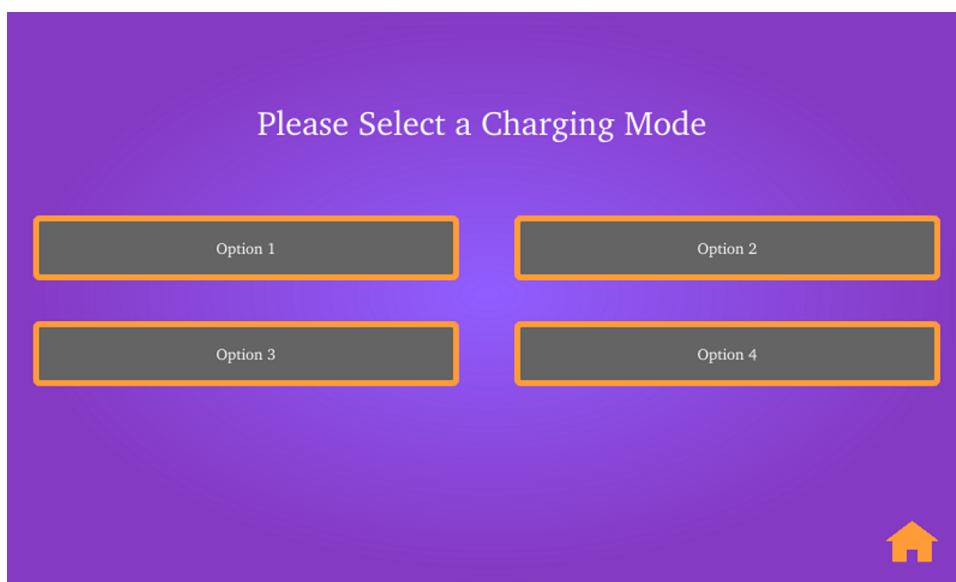 Please Select a Charging Mode
Option 1
Option 2
Option 3
Option 4